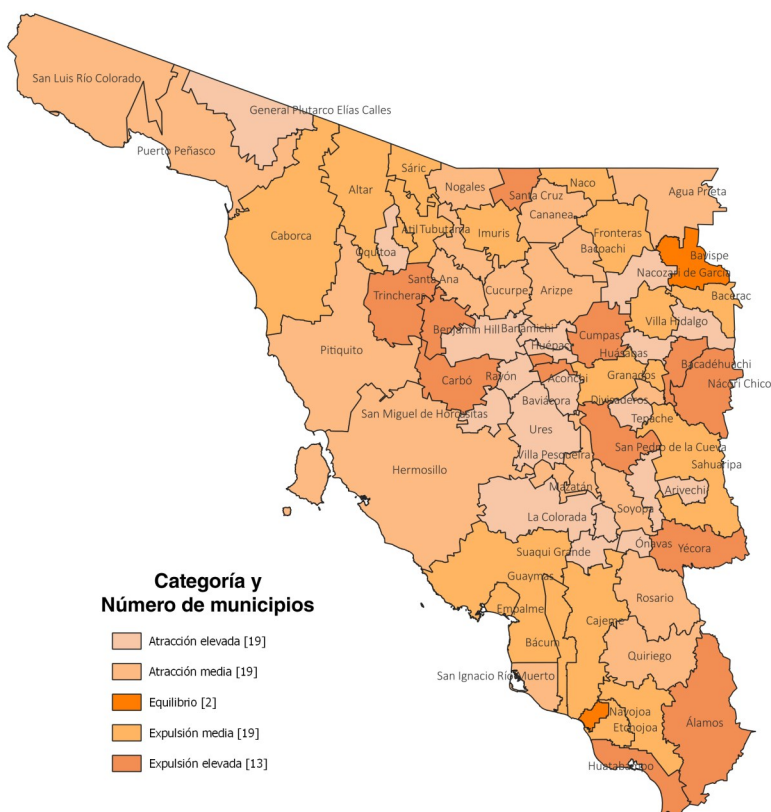 San Luis Río Colorado
General Plutarco Elías Calles
Puerto Peñasco
Sáric
Nogales
Naco
Agua Prieta
Altar
Santa Cruz
Cananea
Caborca
Átil
Tubutama
Imuris
Fronteras
Bacoachi
Oquitoa
Bavispe
Nacozari de García
Santa Ana
Cucurpe
Arizpe
Trincheras
Bacerac
Villa Hidalgo
Benjamín Hill
Banámichi
Cumpas
Huépac
Huásabas
Pitiquito
Bacadéhuachi
Carbó
Rayón
Aconchi
Granados
Nácori Chico
San Miguel de Horcasitas
Baviácora
Divisaderos
Tepache
Ures
San Pedro de la Cueva
Villa Pesqueira
Sahuaripa
Hermosillo
Mazatán
Arivechi
Soyopa
La Colorada
Suaqui Grande
Ónavas
Yécora
Guaymas
Rosario
Empalme
Cajeme
Bácum
Quiriego
San Ignacio Río Muerto
Navojoa
Etchojoa
Álamos
Huatabampo
Categoría y
Número de municipios
Atracción elevada [19]
Atracción media [19]
Equilibrio [2]
Expulsión media [19]
Expulsión elevada [13]